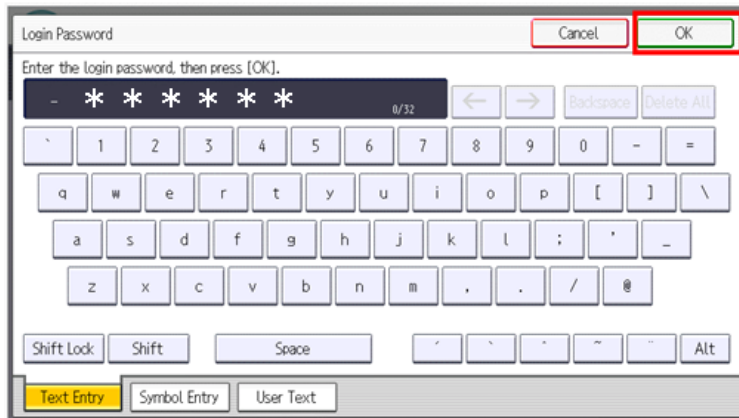 Login Password Cancel OK
Enter the login password, then press [OK].
- ＊ ＊ ＊ ＊ ＊ ＊ 0/32 ← → Backspace Delete All
` 1 2 3 4 5 6 7 8 9 0 - =
q w e r t y u i o p [ ] \
a s d f g h j k l ; ' _
z x c v b n m , . / @
Shift Lock Shift Space ´ ` ^ ~ ¨ Alt
Text Entry Symbol Entry User Text